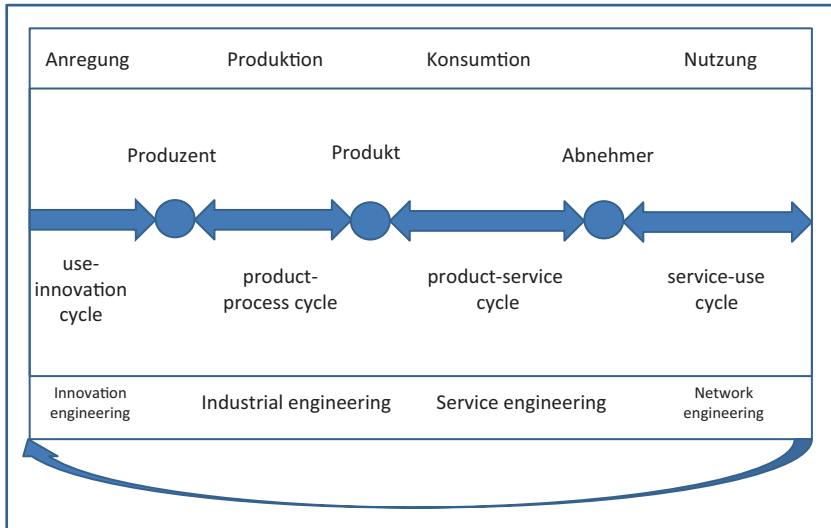 Anregung Produktion Konsumtion Nutzung
Produzent Produkt Abnehmer
use-
innovation
cycle
product-
process cycle
product-service
cycle
service-use
cycle
Innovation
engineering
Industrial engineering
Service engineering
Network
engineering